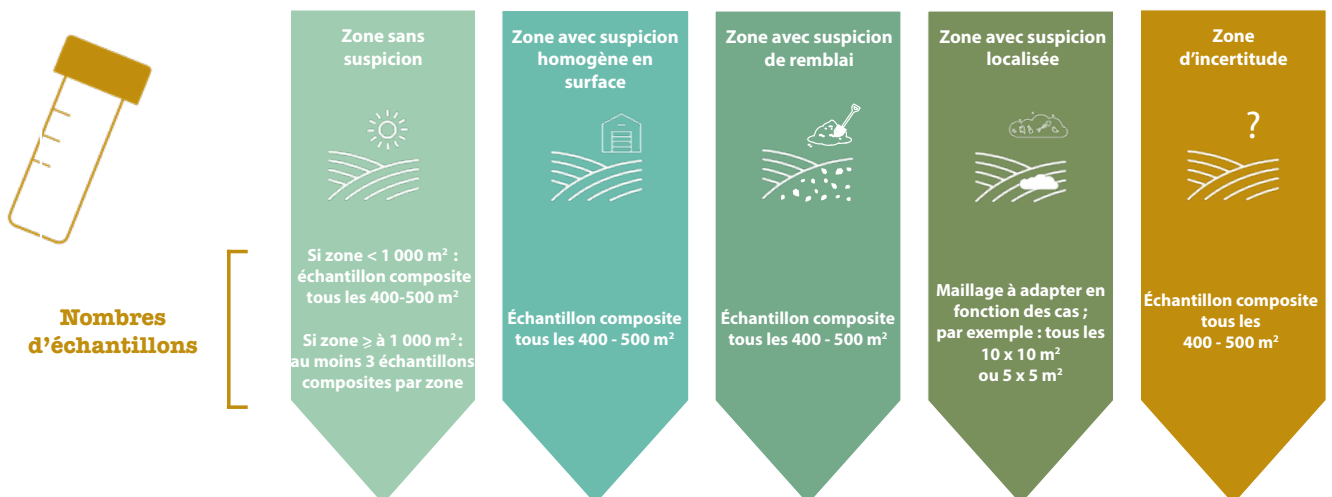 Zone sans
suspicion
Zone avec suspicion
homogène en
surface
Zone avec suspicion
de remblai
Zone avec suspicion
localisée
Zone
d'incertitude
?
Nombres
d'échantillons
Si zone < 1 000 m² :
échantillon composite
tous les 400-500 m²
Si zone ⩾ à 1 000 m² :
au moins 3 échantillons
composites par zone
Échantillon composite
tous les 400 - 500 m²
Échantillon composite
tous les 400 - 500 m²
Maillage à adapter en
fonction des cas ;
par exemple : tous les
10 x 10 m²
ou 5 x 5 m²
Échantillon composite
tous les
400 - 500 m²